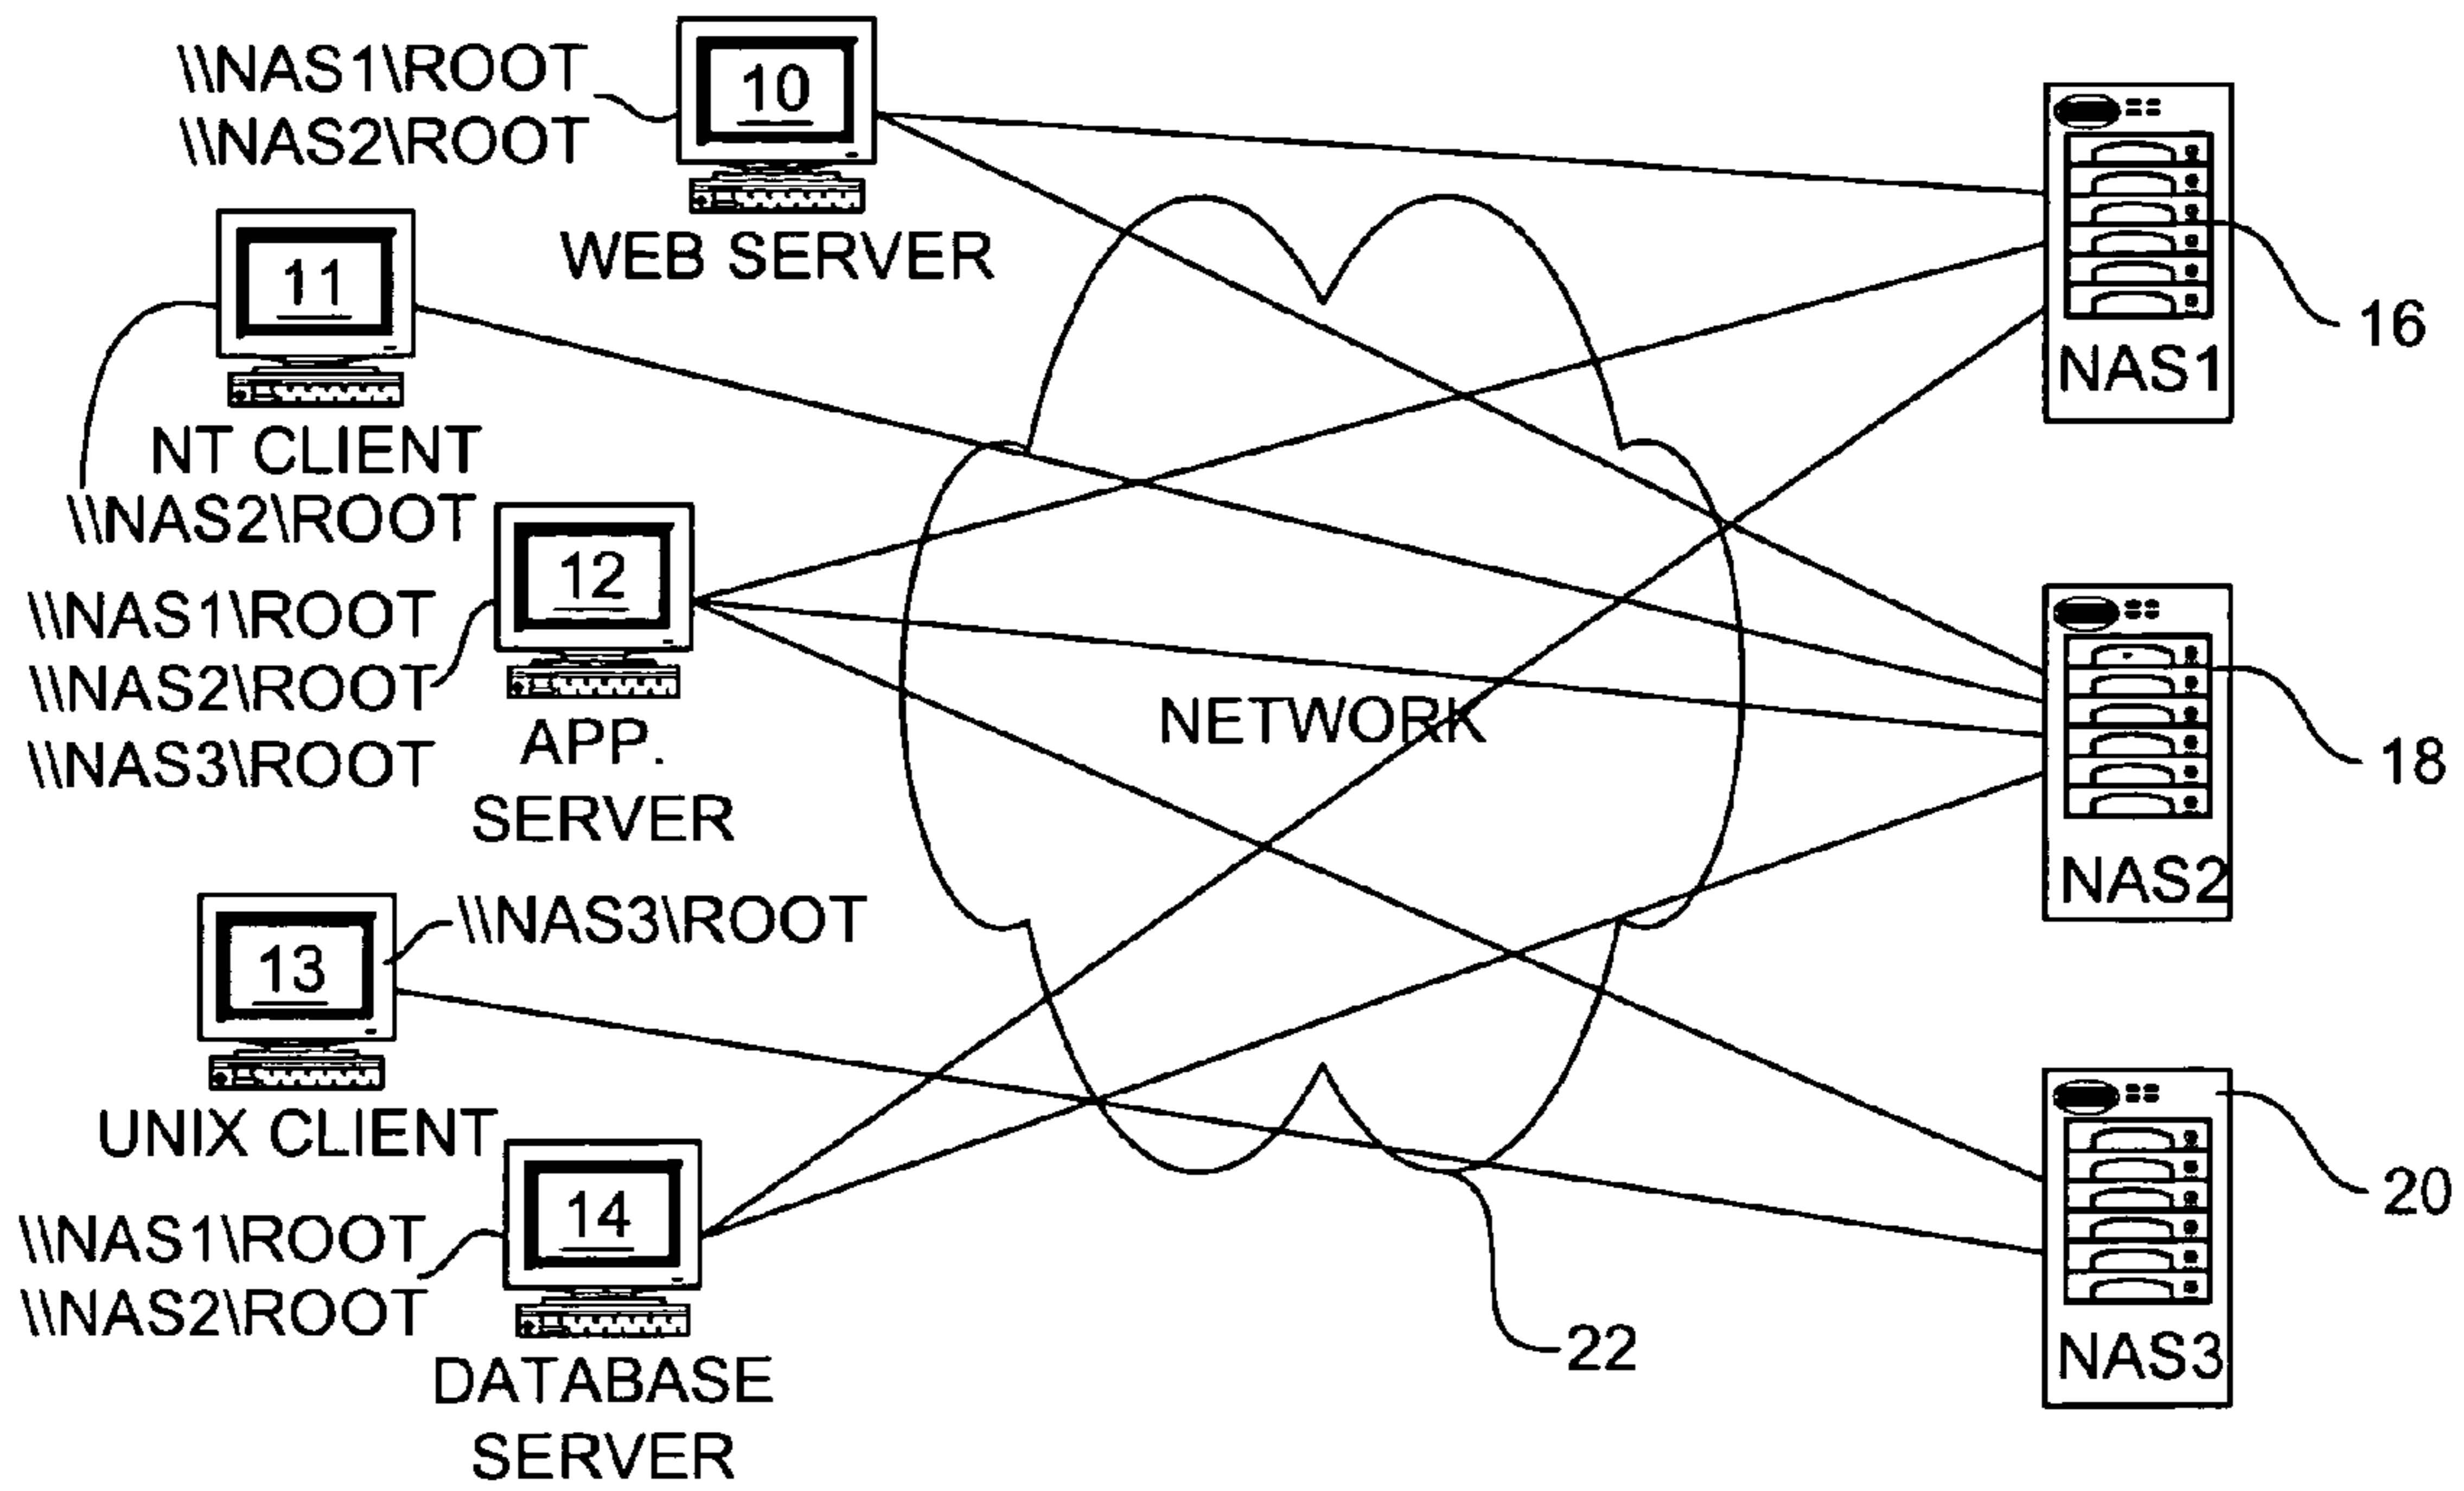 \\NAS1\ROOT
\\NAS2\ROOT
10
WEB SERVER
11
NT CLIENT
\\NAS2\ROOT
\\NAS1\ROOT
\\NAS2\ROOT
\\NAS3\ROOT
12
APP.
SERVER
13
\\NAS3\ROOT
UNIX CLIENT
\\NAS1\ROOT
\\NAS2\ROOT
14
DATABASE
SERVER
NETWORK
22
NAS1
16
NAS2
18
NAS3
20